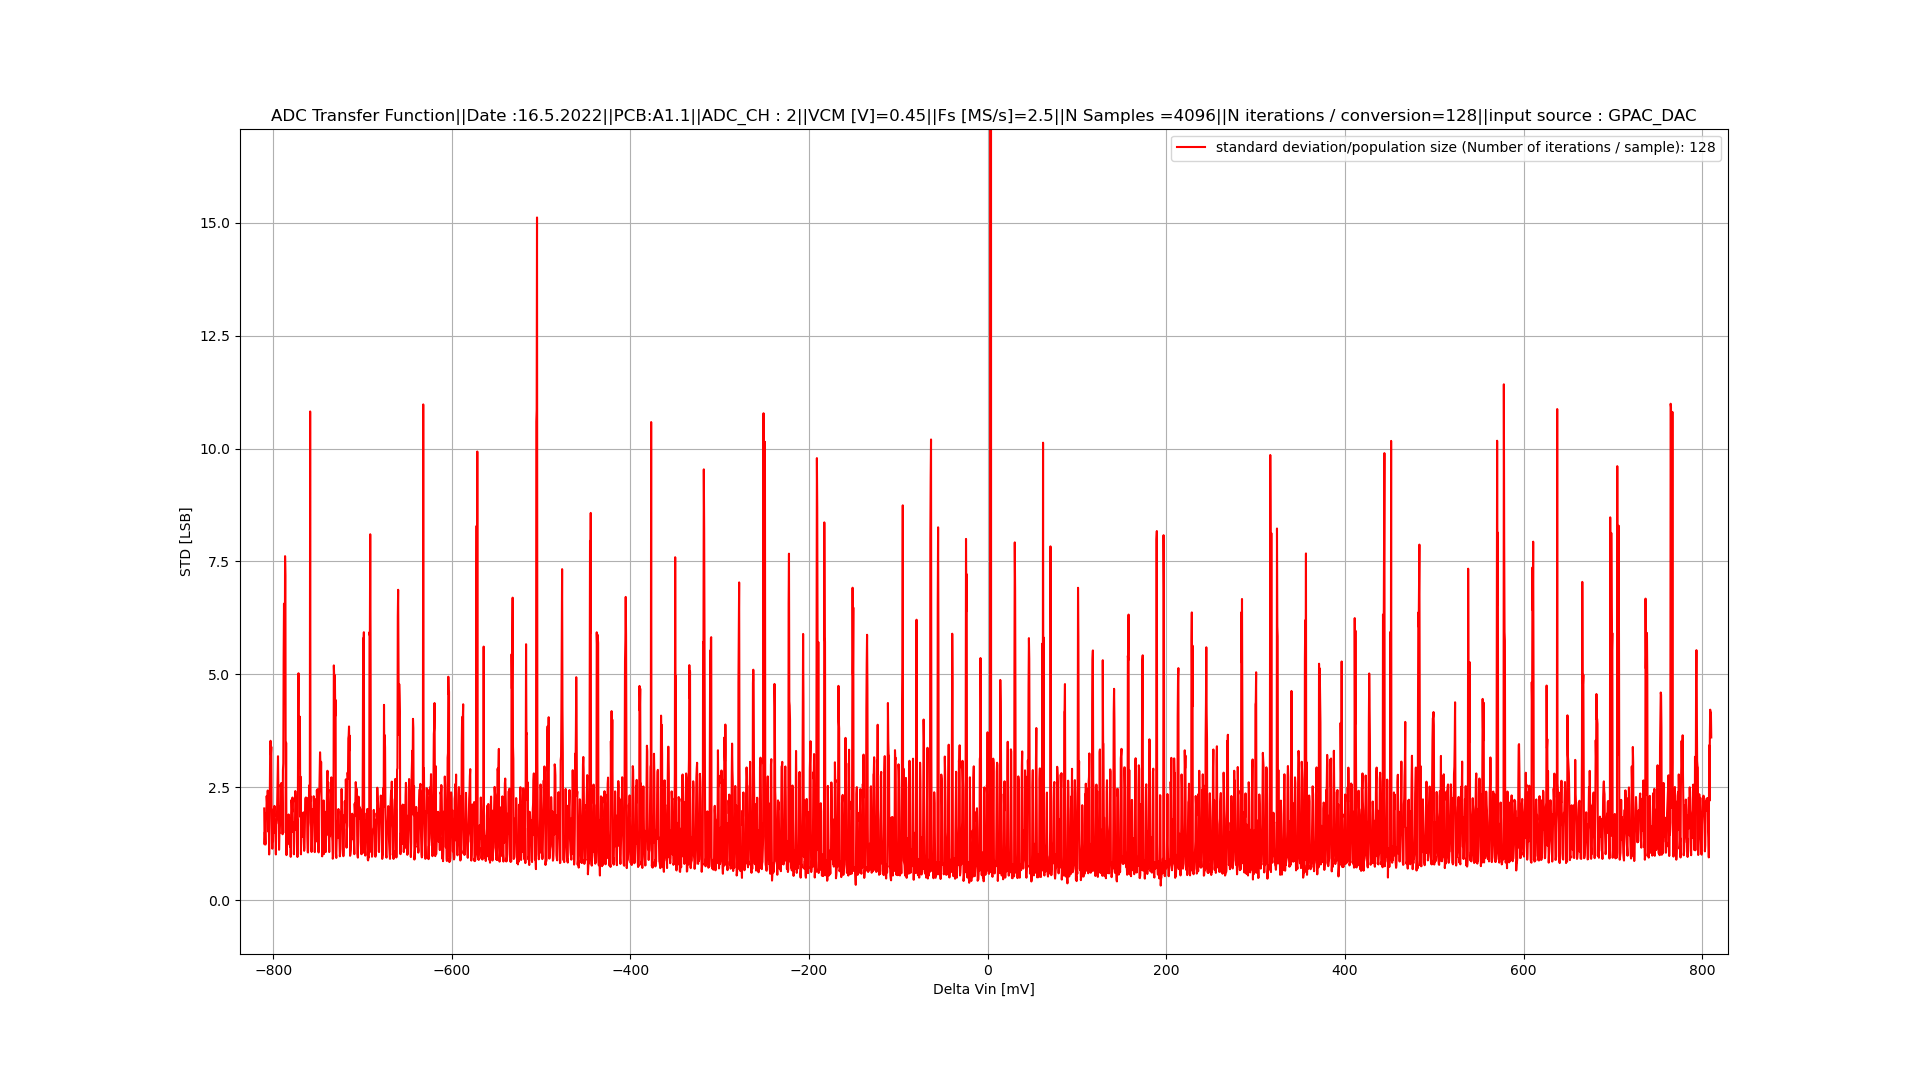 ADC Transfer Function||Date :16.5.2022||PCB:A1.1||ADC_CH : 2||VCM [V]=0.45||Fs [MS/s]=2.5||N Samples =4096||N iterations / conversion=128||input source : GPAC_DAC
standard deviation/population size (Number of iterations / sample): 128
15.0
12.5
10.0
7.5
5.0
2.5
0.0
STD [LSB]
−800 −600 −400 −200 0 200 400 600 800
Delta Vin [mV]